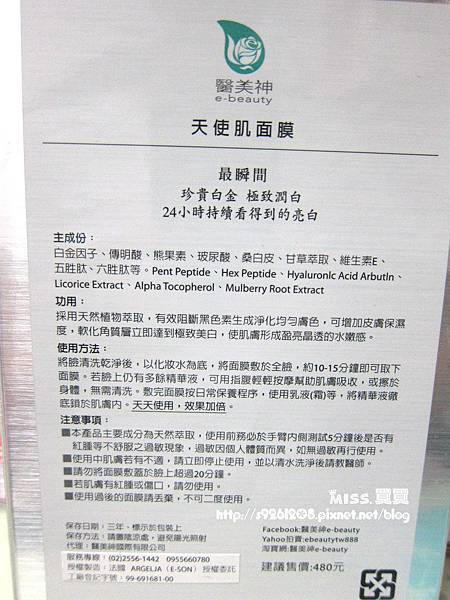 醫美神
e-beauty
天使肌面膜
最瞬間
珍貴白金 極致潤白
24小時持續看得到的亮白
主成份：
白金因子、傳明酸、熊果素、玻尿酸、桑白皮、甘草萃取、維生素E、
五胜肽、六胜肽等。Pent Peptide、Hex Peptide、Hyaluronlc Acid Arbutln、
Licorice Extract、Alpha Tocopherol、Mulberry Root Extract
功用：
採用天然植物萃取，有效阻斷黑色素生成淨化均勻膚色，可增加皮膚保濕
度，軟化角質層立即達到極致美白，使肌膚形成盈亮晶透的水嫩感。
使用方法：
將臉清洗乾淨後，以化妝水為底，將面膜敷於全臉，約10-15分鐘即可取下
面膜。若臉上仍有多餘精華液，可用指腹輕輕按摩幫助肌膚吸收，或擦於
身體，無需清洗。敷完面膜按日常保養程序，使用乳液(霜)等，將精華液徹
底鎖於肌膚內。天天使用，效果加倍。
注意事項：
■本產品主要成分為天然萃取，使用前務必於手臂內側測試5分鐘後是否有
紅腫等不舒服之過敏現象，過敏因個人體質而異，如無過敏再行使用。
■使用中肌膚若有不適，請立即停止使用，並以清水洗淨後請教醫師。
■請勿將面膜敷蓋於臉上超過20分鐘。
■若肌膚有紅腫或傷口，請勿使用。
■使用過後的面膜請丟棄，不可二度使用。
Miss.賈賈
http://s926128.pixnet.net/blog
保存日期：三年，標示於包裝上
保存方法：請置陰涼處，避免陽光照射
代理：醫美神國際有限公司
服務專線：(02)2556-1442 0955660780
授權製造：法國 ARGELJA (E-SON) 授權委託
工廠登記字號：99-691681-00
Facebook:醫美神e-beauty
Yahoo拍賣:ebeautytw888
淘寶網:醫美神e-beauty
建議售價:480元